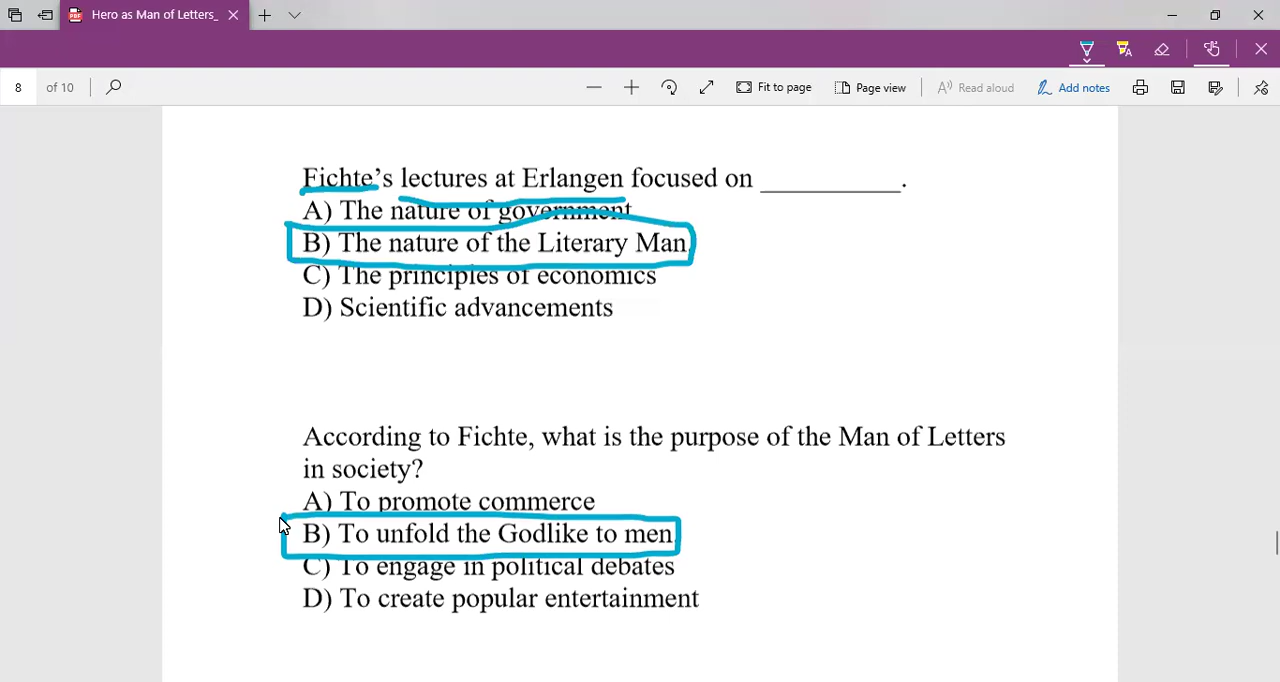 Hero as Man of Letters_
8 of 10
Fit to page
Page view
Read aloud
Add notes
Fichte’s lectures at Erlangen focused on __________.
A) The nature of government
B) The nature of the Literary Man
C) The principles of economics
D) Scientific advancements
According to Fichte, what is the purpose of the Man of Letters
in society?
A) To promote commerce
B) To unfold the Godlike to men
C) To engage in political debates
D) To create popular entertainment